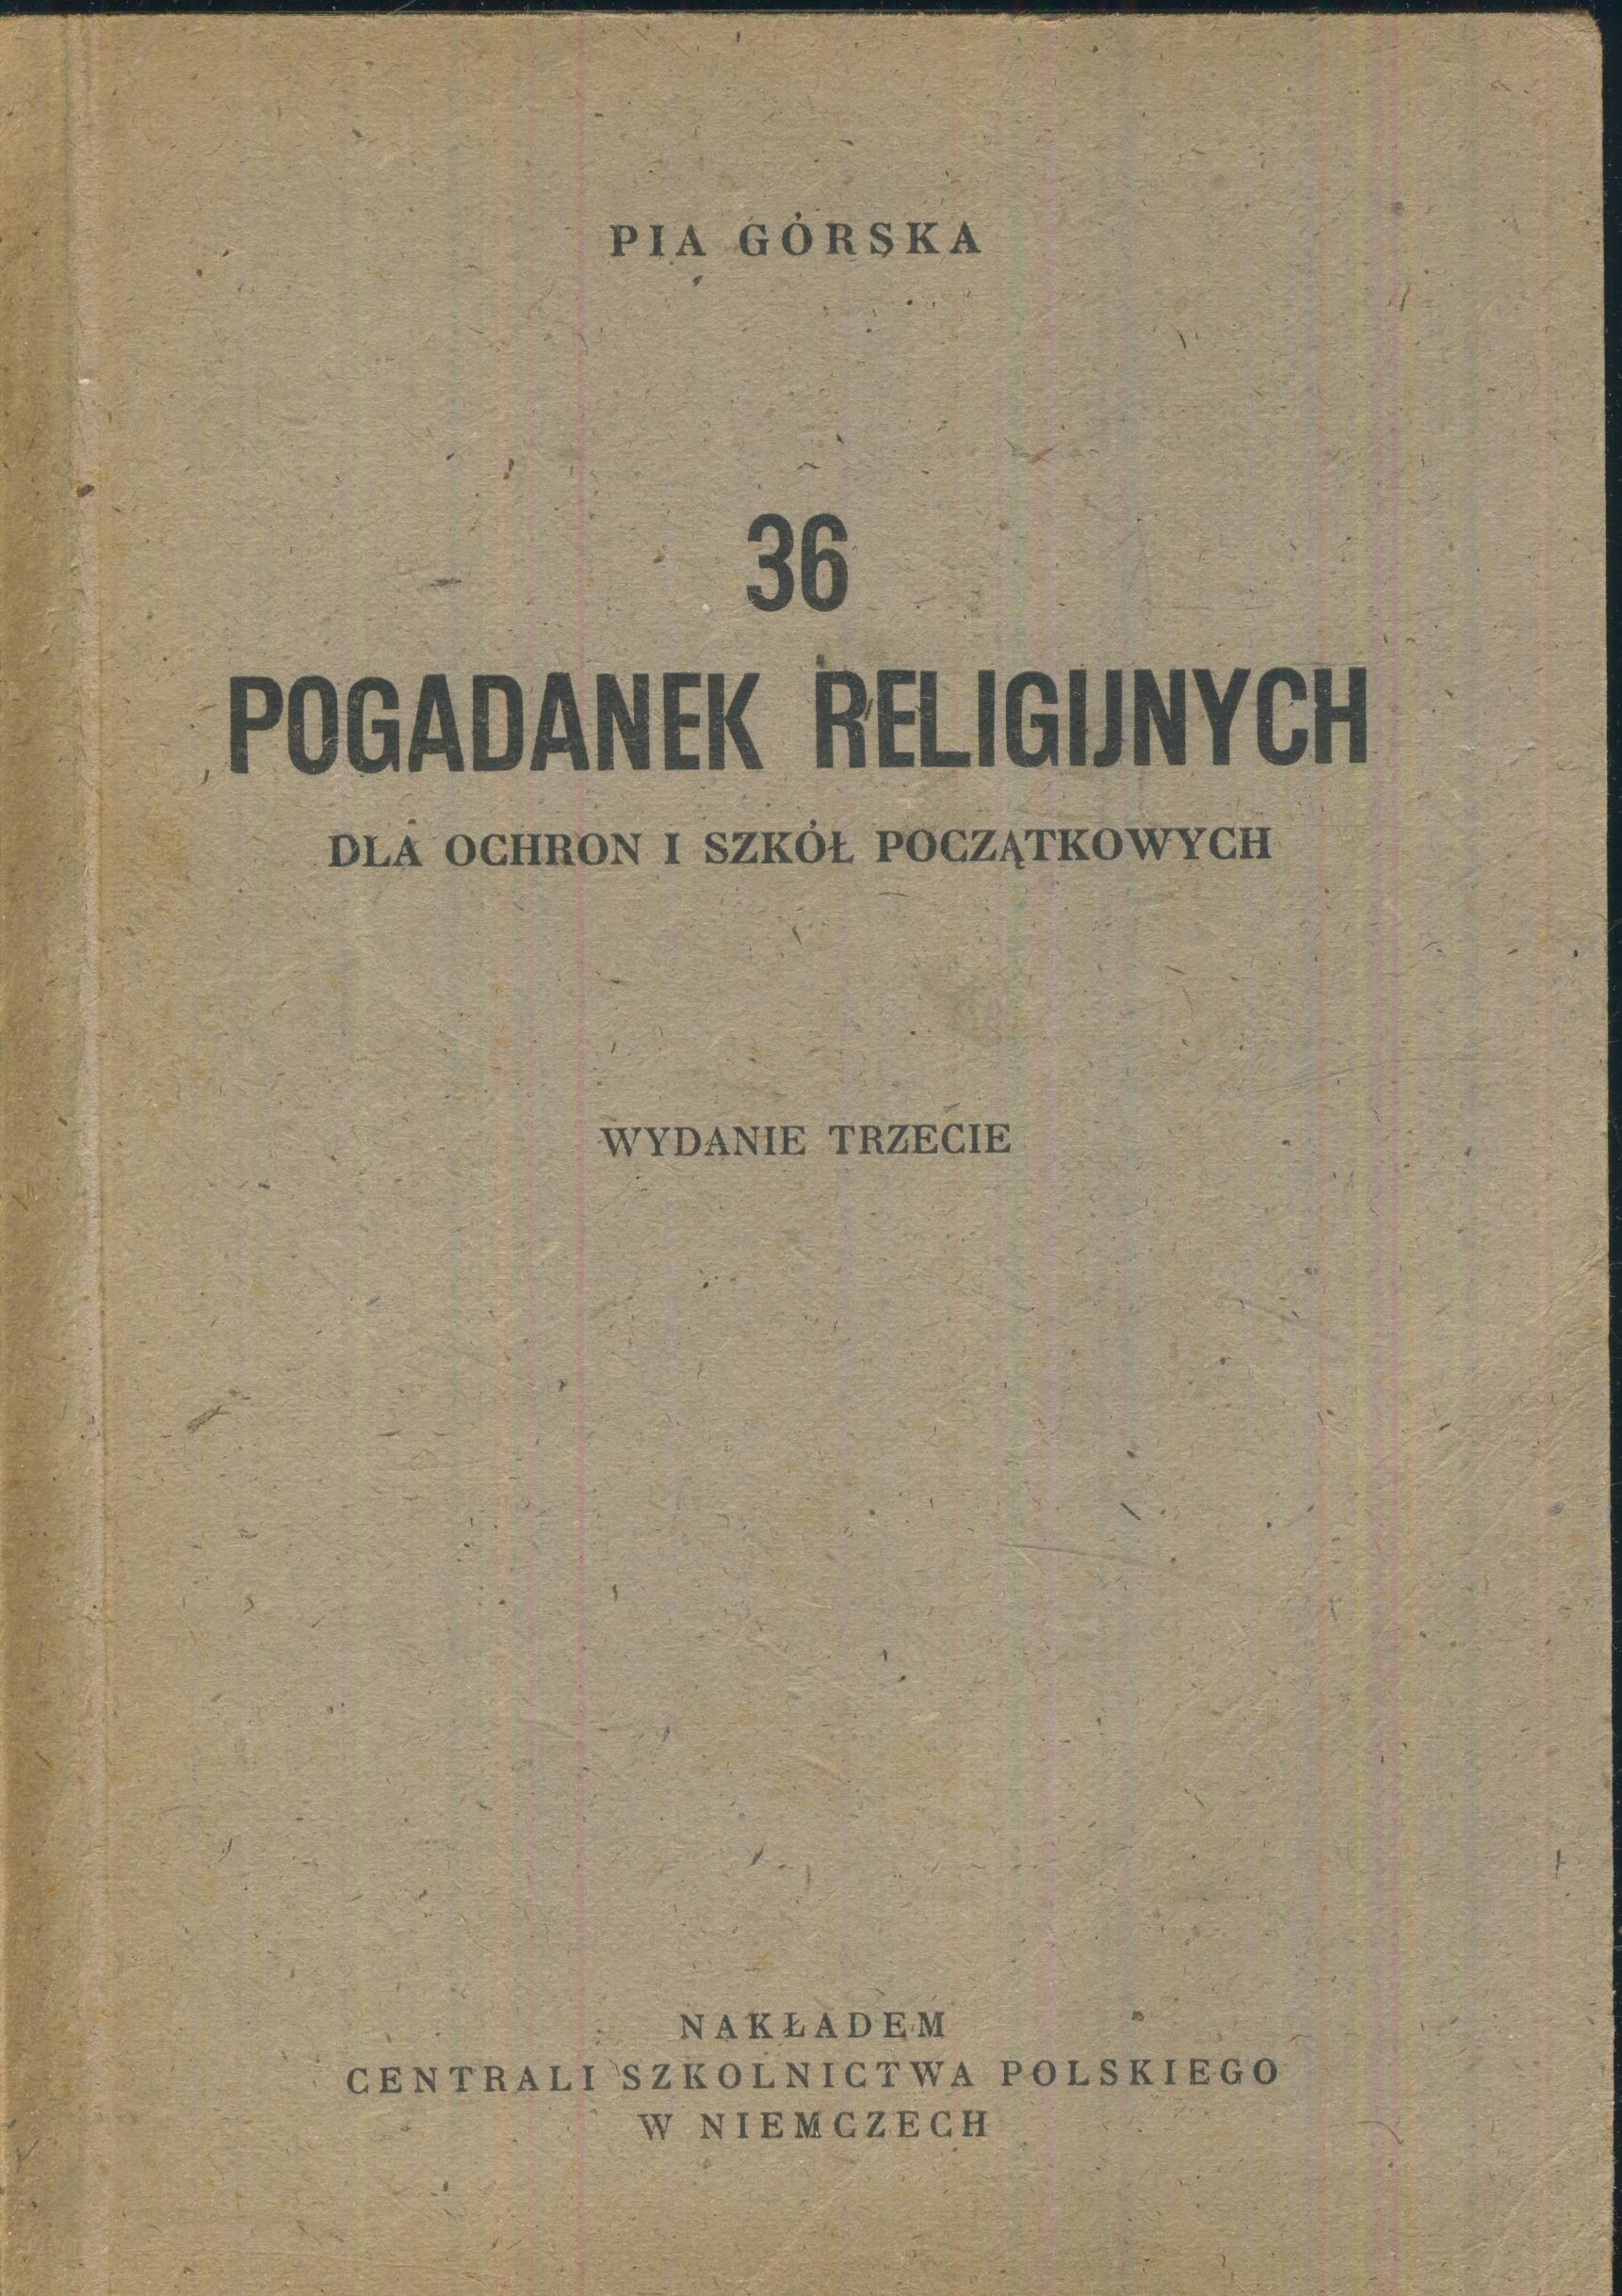 PIA GÓRSKA
36
POGADANEK RELIGIJNYCH
DLA OCHRON I SZKÓŁ POCZĄTKOWYCH
WYDANIE TRZECIE
NAKŁADEM
CENTRALI SZKOLNICTWA POLSKIEGO
W NIEMCZECH